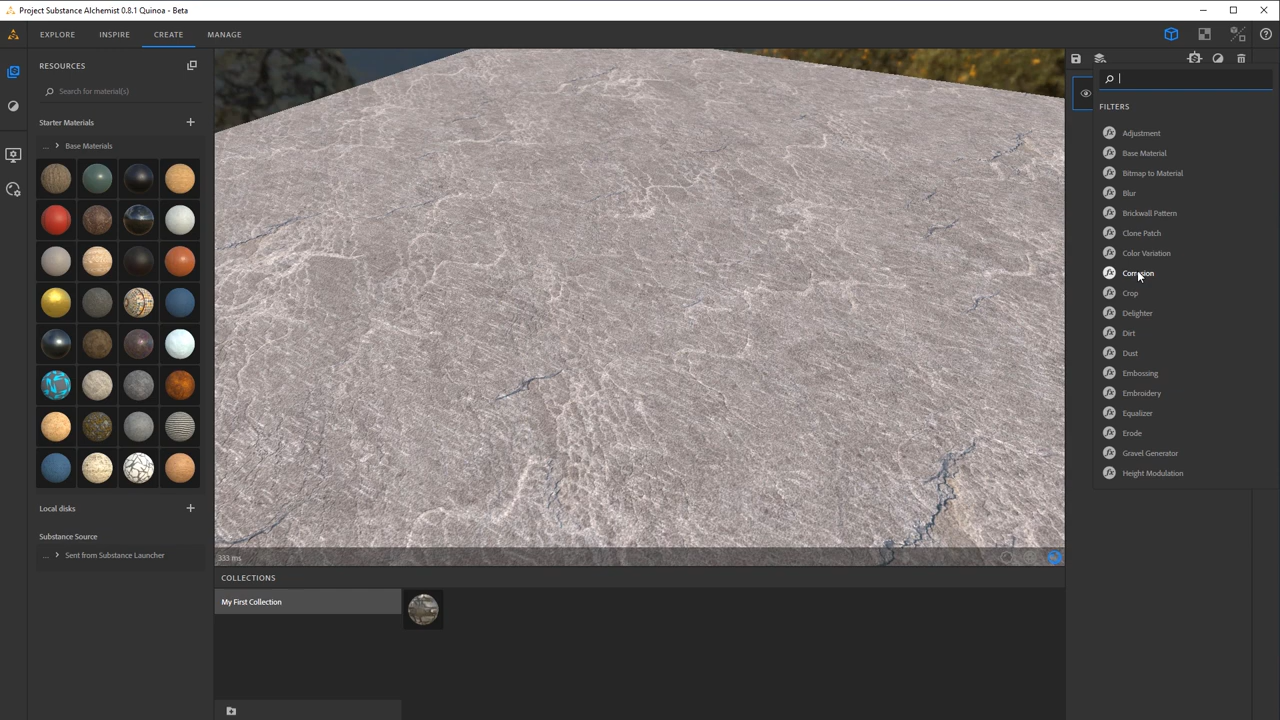 Project Substance Alchemist 0.8.1 Quinoa - Beta
EXPLORE
INSPIRE
CREATE
MANAGE
RESOURCES
Search for material(s)
Starter Materials
... > Base Materials
Local disks
Substance Source
... > Sent from Substance Launcher
333 ms
COLLECTIONS
My First Collection
FILTERS
Adjustment
Base Material
Bitmap to Material
Blur
Brickwall Pattern
Clone Patch
Color Variation
Corrosion
Crop
Delighter
Dirt
Dust
Embossing
Embroidery
Equalizer
Erode
Gravel Generator
Height Modulation